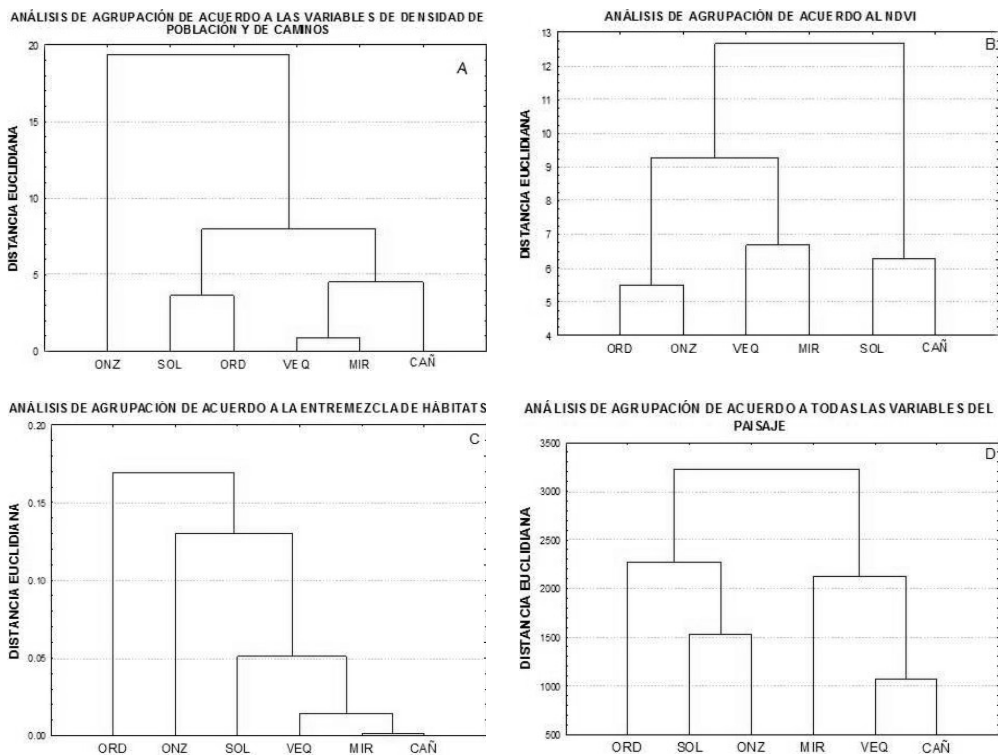 ANÁLISIS DE AGRUPACIÓN DE ACUERDO A LAS VARIABLES DE DENSIDAD DE
POBLACIÓN Y DE CAMINOS
A
DISTANCIA EUCLIDIANA
20
15
10
5
0
ONZ SOL ORD VEQ MIR CAÑ
ANÁLISIS DE AGRUPACIÓN DE ACUERDO AL NDVI
B:
DISTANCIA EUCLIDIANA
13
12
11
10
9
8
7
6
5
4
ORD ONZ VEQ MIR SOL CAÑ
ANÁLISIS DE AGRUPACIÓN DE ACUERDO A LA ENTREMEZCLA DE HÁBITATS
C
DISTANCIA EUCLIDIANA
0.20
0.15
0.10
0.05
0.00
ORD ONZ SOL VEQ MIR CAÑ
ANÁLISIS DE AGRUPACIÓN DE ACUERDO A TODAS LAS VARIABLES DEL
PAISAJE
D:
DISTANCIA EUCLIDIANA
3500
3000
2500
2000
1500
1000
500
ORD SOL ONZ MIR VEQ CAÑ